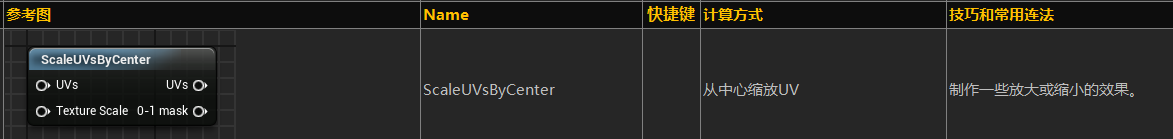 参考图 Name 快捷键 计算方式 技巧和常用连法
ScaleUVsByCenter
UVs UVs
Texture Scale 0-1 mask
ScaleUVsByCenter 从中心缩放UV 制作一些放大或缩小的效果。